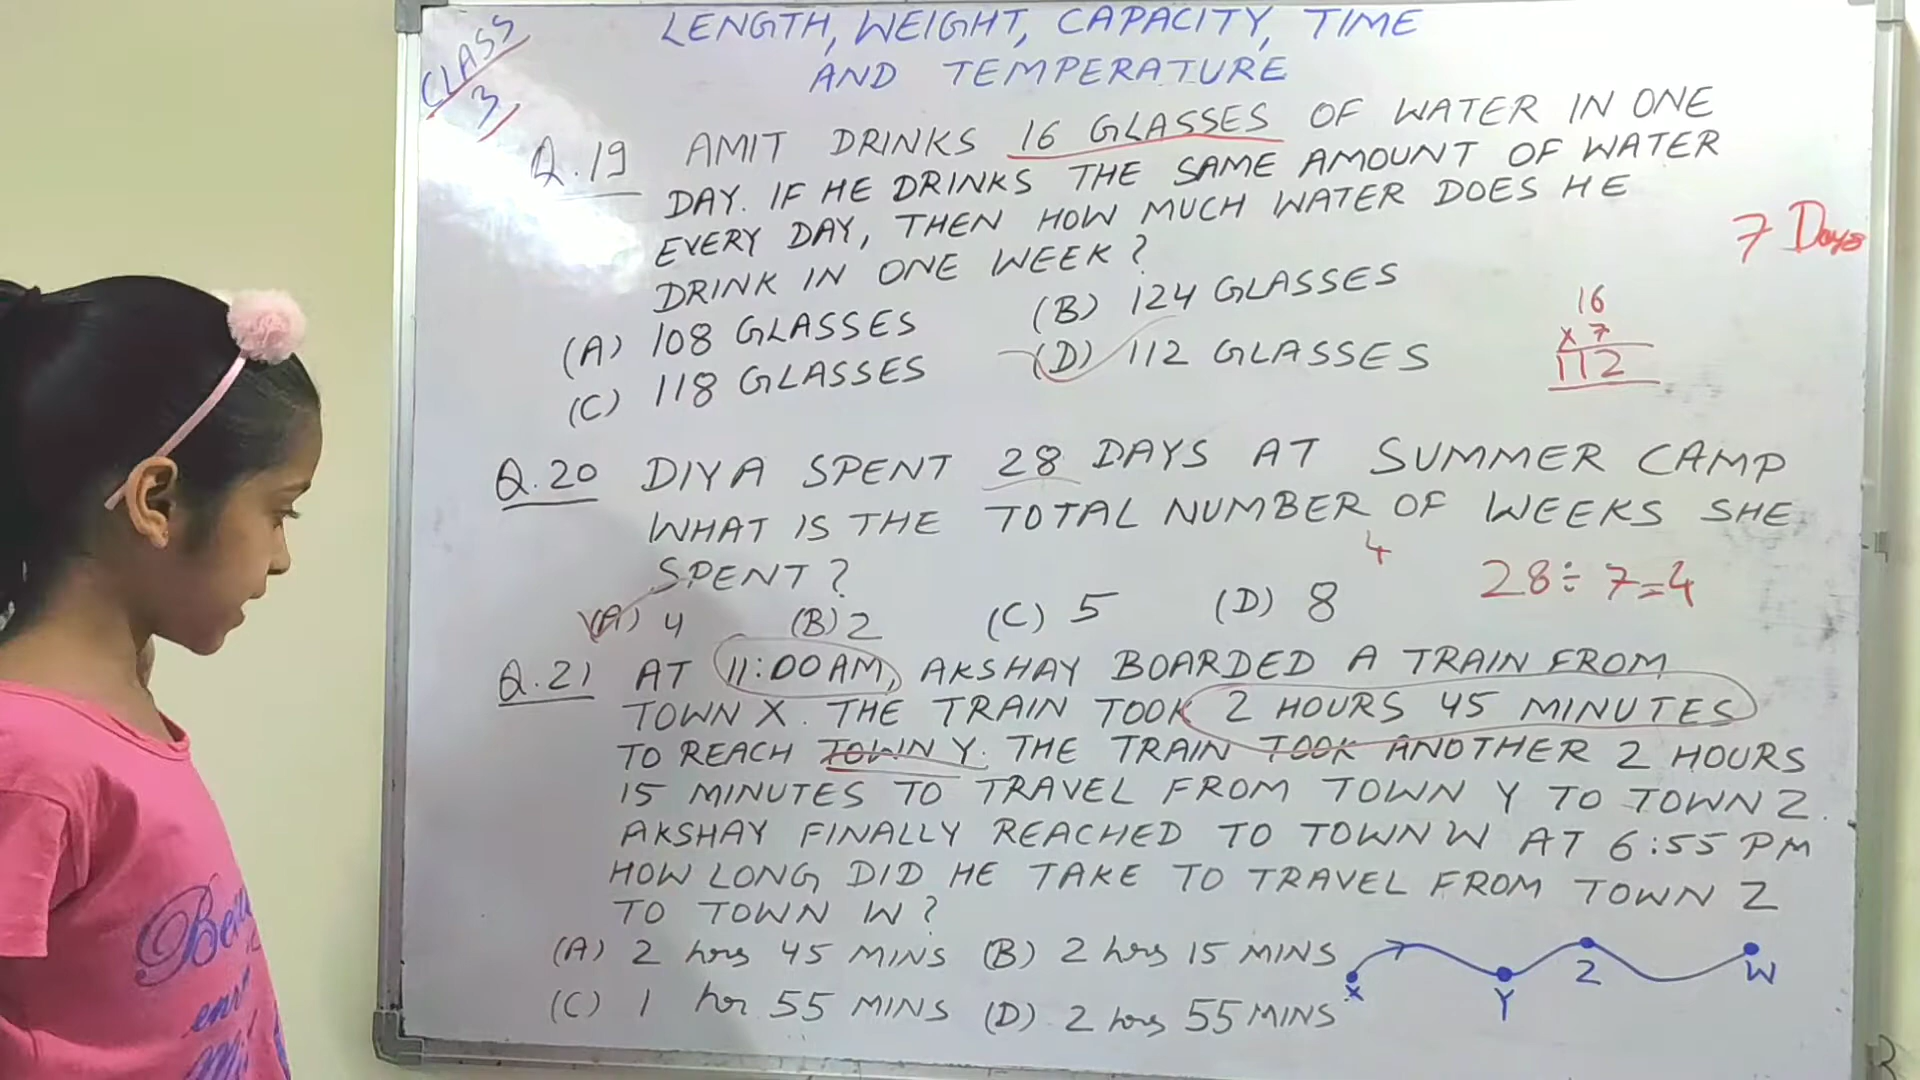 CLASS
3
LENGTH, WEIGHT, CAPACITY, TIME
AND TEMPERATURE
Q.19 AMIT DRINKS 16 GLASSES OF WATER IN ONE
DAY. IF HE DRINKS THE SAME AMOUNT OF WATER
EVERY DAY, THEN HOW MUCH WATER DOES HE
DRINK IN ONE WEEK?
7 Days
(A) 108 GLASSES (B) 124 GLASSES
(C) 118 GLASSES (D) 112 GLASSES
16
x 7
112
Q.20 DIYA SPENT 28 DAYS AT SUMMER CAMP
WHAT IS THE TOTAL NUMBER OF WEEKS SHE
SPENT?
4
28÷7=4
(A) 4 (B) 2 (C) 5 (D) 8
Q.21 AT 11:00AM, AKSHAY BOARDED A TRAIN FROM
TOWN X. THE TRAIN TOOK 2 HOURS 45 MINUTES
TO REACH TOWN Y. THE TRAIN TOOK ANOTHER 2 HOURS
15 MINUTES TO TRAVEL FROM TOWN Y TO TOWN Z.
AKSHAY FINALLY REACHED TO TOWN W AT 6:55 PM
HOW LONG DID HE TAKE TO TRAVEL FROM TOWN Z
TO TOWN W?
(A) 2 hrs 45 MINS (B) 2 hrs 15 MINS
(C) 1 hr 55 MINS (D) 2 hrs 55 MINS
X Y Z W